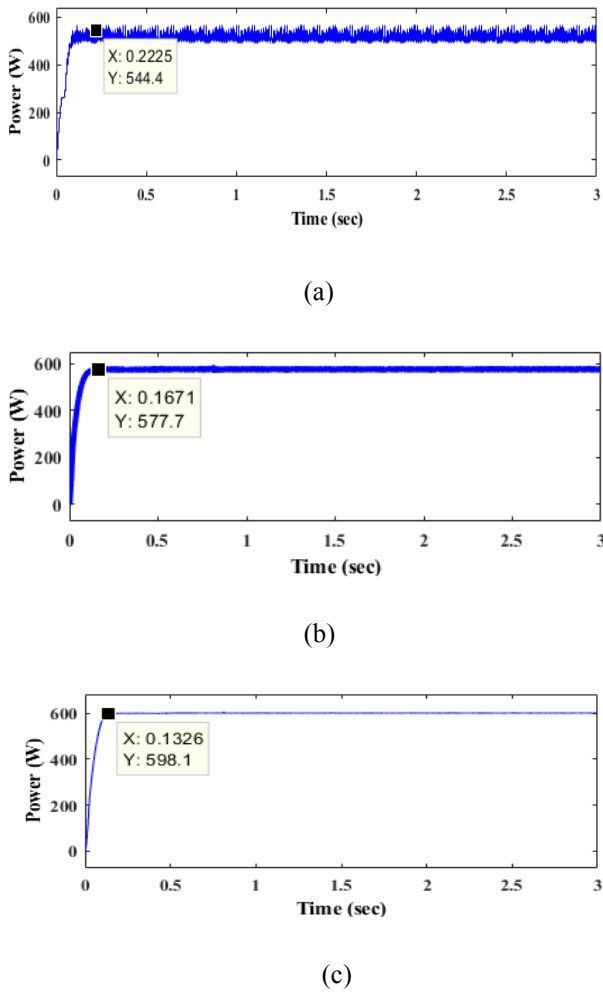 600
400
200
0
Power (W)
X: 0.2225
Y: 544.4
0 0.5 1 1.5 2 2.5 3
Time (sec)
(a)
600
400
200
0
Power (W)
X: 0.1671
Y: 577.7
0 0.5 1 1.5 2 2.5 3
Time (sec)
(b)
600
400
200
0
Power (W)
X: 0.1326
Y: 598.1
0 0.5 1 1.5 2 2.5 3
Time (sec)
(c)